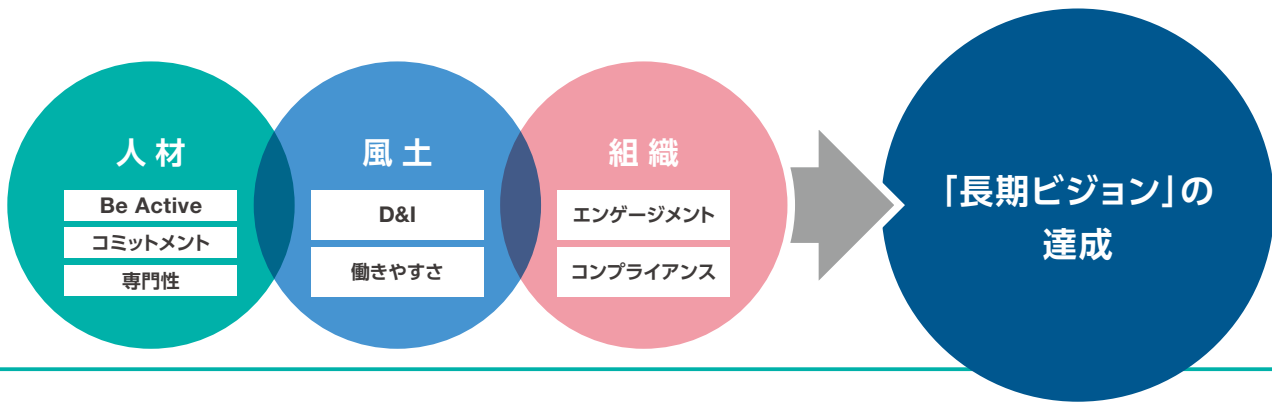 人材
Be Active
コミットメント
専門性
風土
D&I
働きやすさ
組織
エンゲージメント
コンプライアンス
「長期ビジョン」の
達成